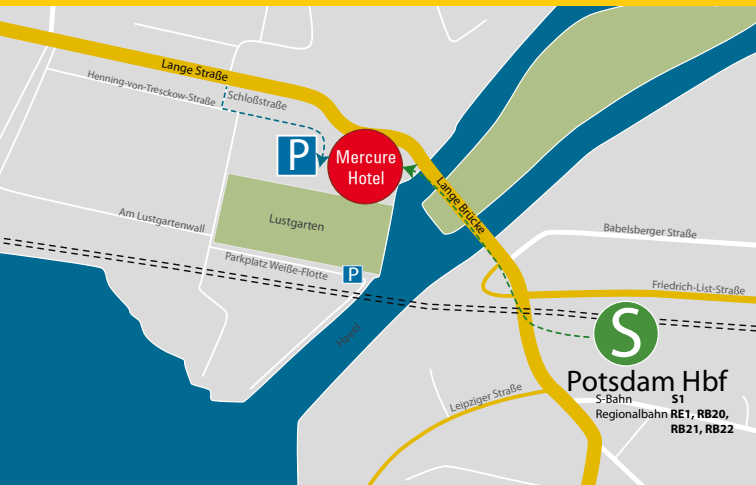 Lange Straße
Henning-von-Tresckow-Straße
Schloßstraße
P
Mercure
Hotel
Lange Brücke
Am Lustgartenwall
Lustgarten
Parkplatz Weiße-Flotte
P
Babelsberger Straße
Friedrich-List-Straße
Havel
S
Potsdam Hbf
S-Bahn S1
Regionalbahn RE1, RB20,
RB21, RB22
Leipziger Straße